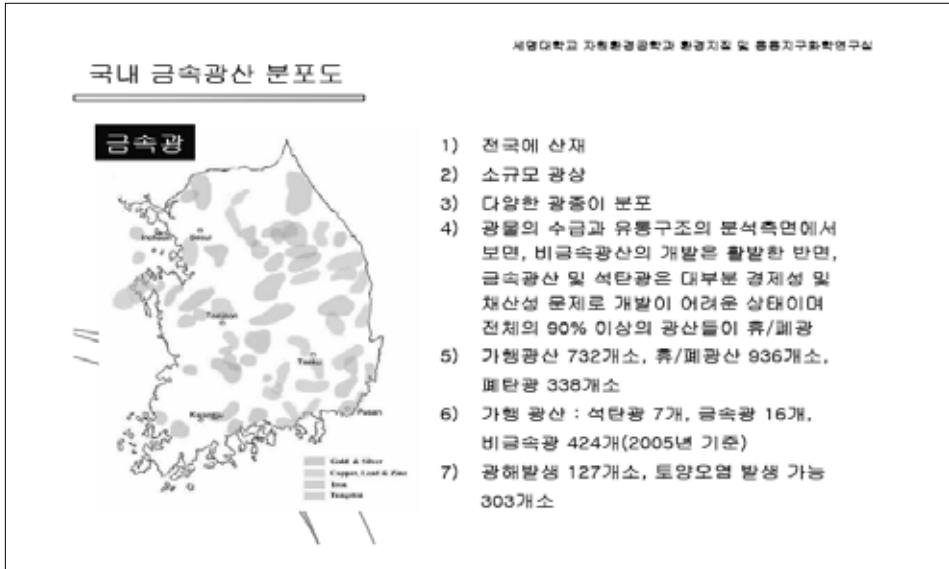 세명대학교 자원환경공학과 환경지질 및 응용지구화학연구실
국내 금속광산 분포도
금속광
1) 전국에 산재
2) 소규모 광상
3) 다양한 광종이 분포
4) 광물의 수급과 유통구조의 분석측면에서
보면, 비금속광산의 개발은 활발한 반면,
금속광산 및 석탄광은 대부분 경제성 및
채산성 문제로 개발이 어려운 상태이며
전체의 90% 이상의 광산들이 휴/폐광
5) 가행광산 732개소, 휴/폐광산 936개소,
폐탄광 338개소
6) 가행 광산 : 석탄광 7개, 금속광 16개,
비금속광 424개(2005년 기준)
7) 광해발생 127개소, 토양오염 발생 가능
303개소
Incheon
Seoul
Taejeon
Taeku
Kwangju
Pusan
Gold & Silver
Copper, Lead & Zinc
Iron
Tungsten